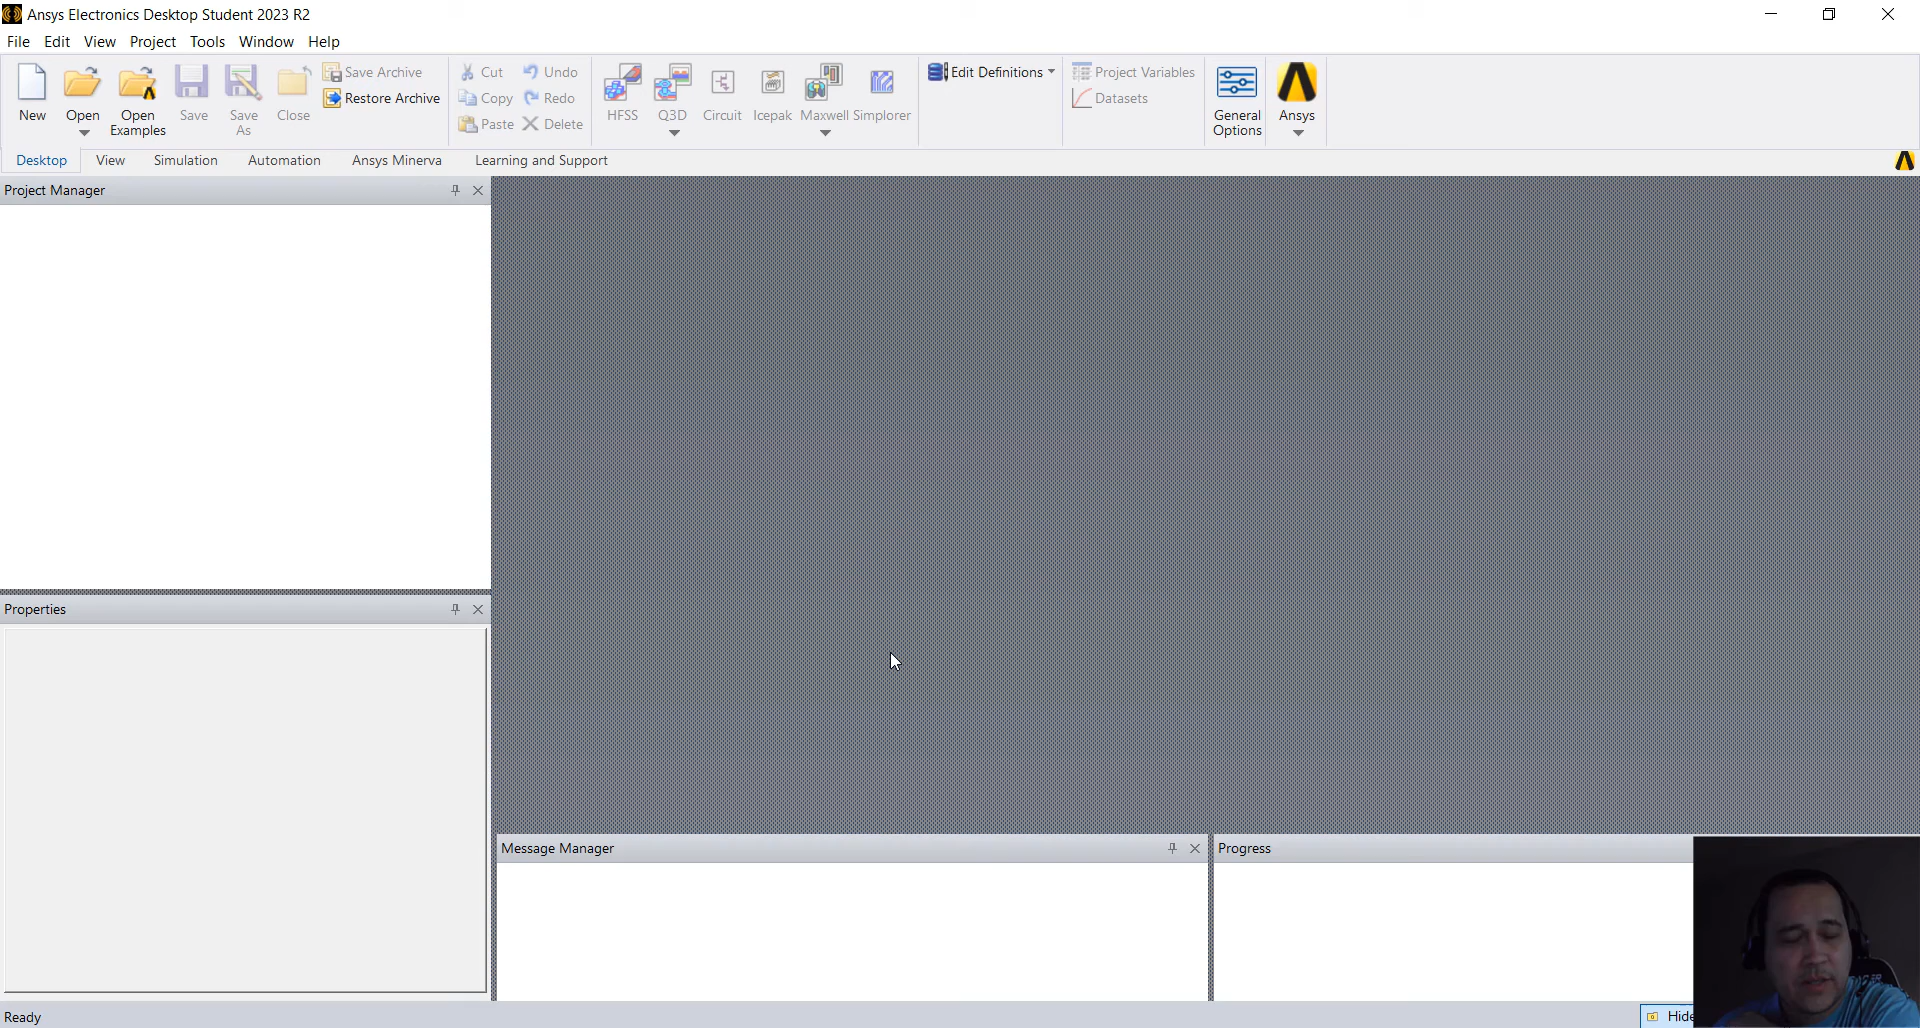 Ansys Electronics Desktop Student 2023 R2
File Edit View Project Tools Window Help
New
Open
Open Examples
Save
Save As
Close
Save Archive
Restore Archive
Cut
Copy
Paste
Undo
Redo
Delete
HFSS
Q3D
Circuit
Icepak
Maxwell
Simplorer
Edit Definitions
Project Variables
Datasets
General Options
Ansys
Desktop View Simulation Automation Ansys Minerva Learning and Support
Project Manager
Properties
Message Manager
Progress
Ready
Hide